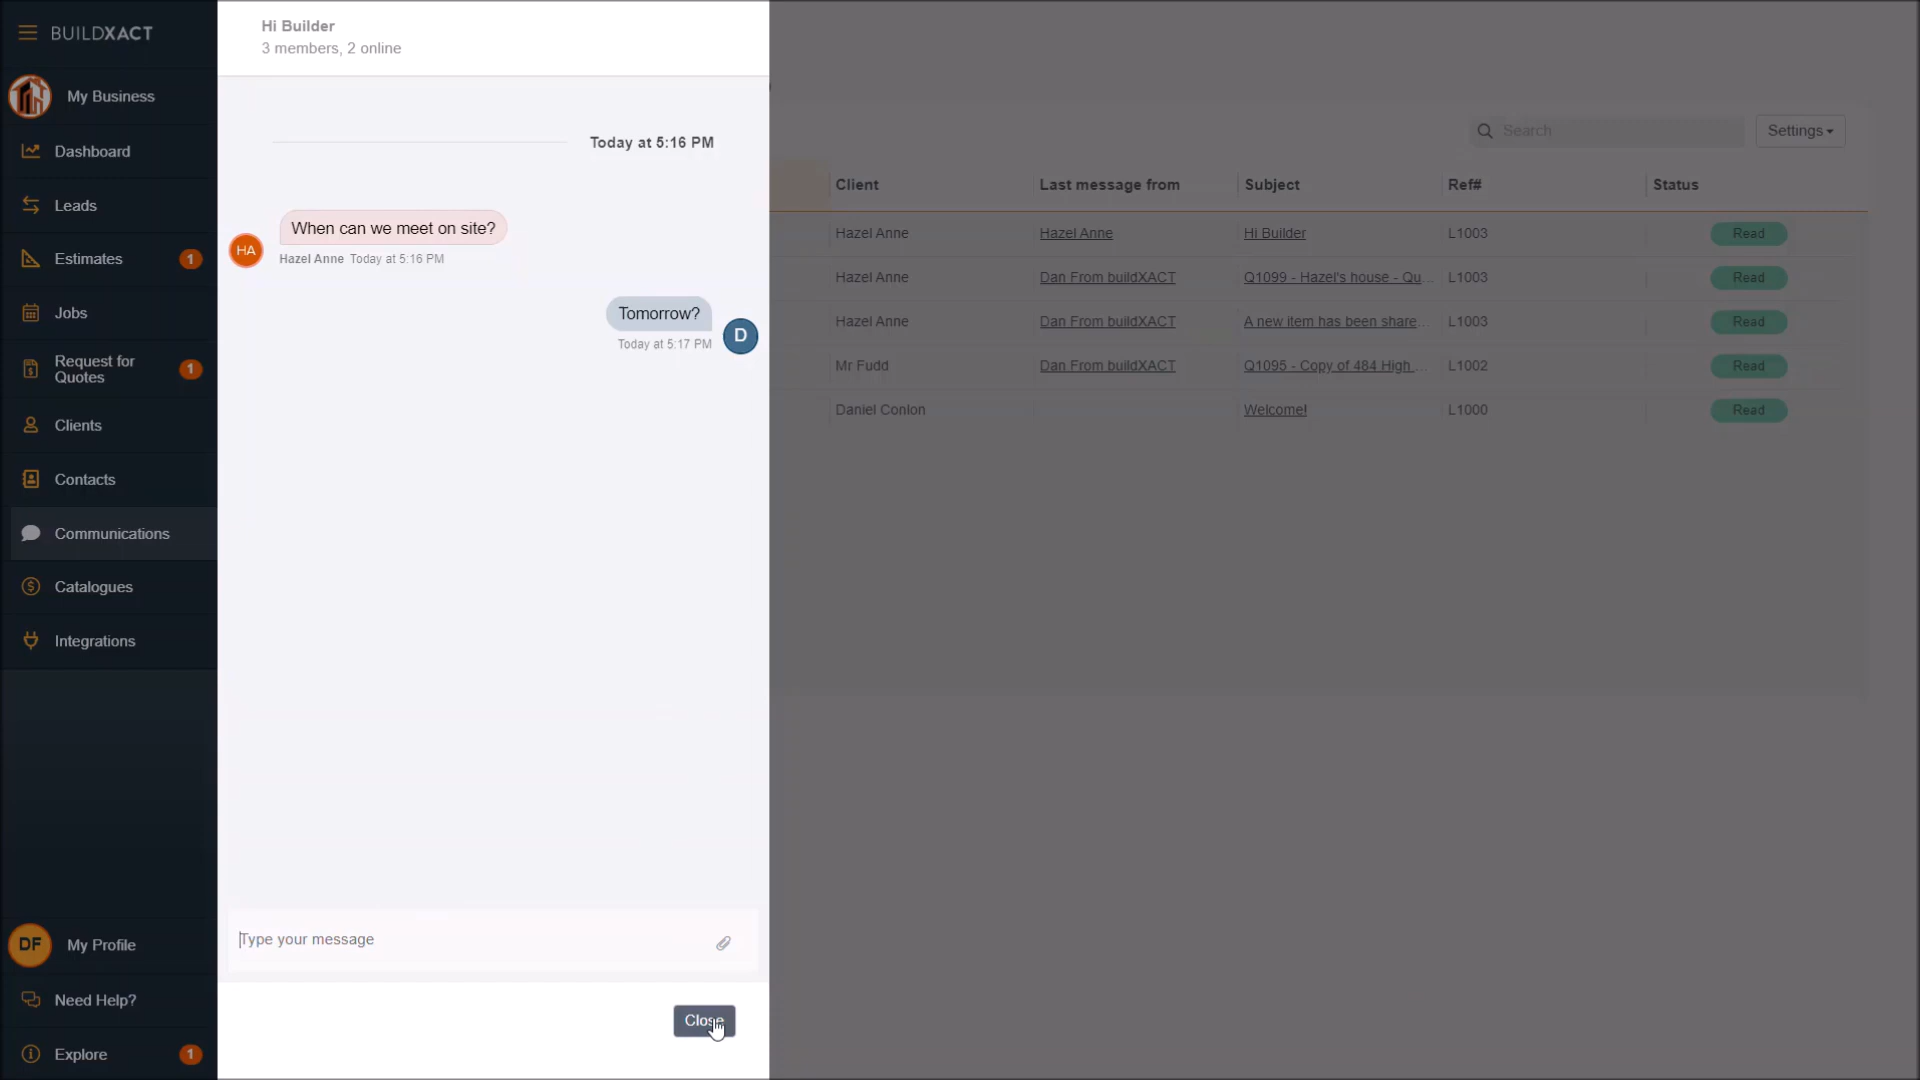 BUILDXACT
My Business
Dashboard
Leads
Estimates 1
Jobs
Request for
Quotes 1
Clients
Contacts
Communications
Catalogues
Integrations
DF My Profile
Need Help?
Explore 1
Hi Builder
3 members, 2 online
Today at 5:16 PM
When can we meet on site?
HA
Hazel Anne Today at 5:16 PM
Tomorrow?
D
Today at 5:17 PM
Type your message
Close
Search
Settings
Client Last message from Subject Ref# Status
Hazel Anne Hazel Anne Hi Builder L1003 Read
Hazel Anne Dan From buildXACT Q1099 - Hazel's house - Qu... L1003 Read
Hazel Anne Dan From buildXACT A new item has been share... L1003 Read
Mr Fudd Dan From buildXACT Q1095 - Copy of 484 High ... L1002 Read
Daniel Conlon Welcome! L1000 Read